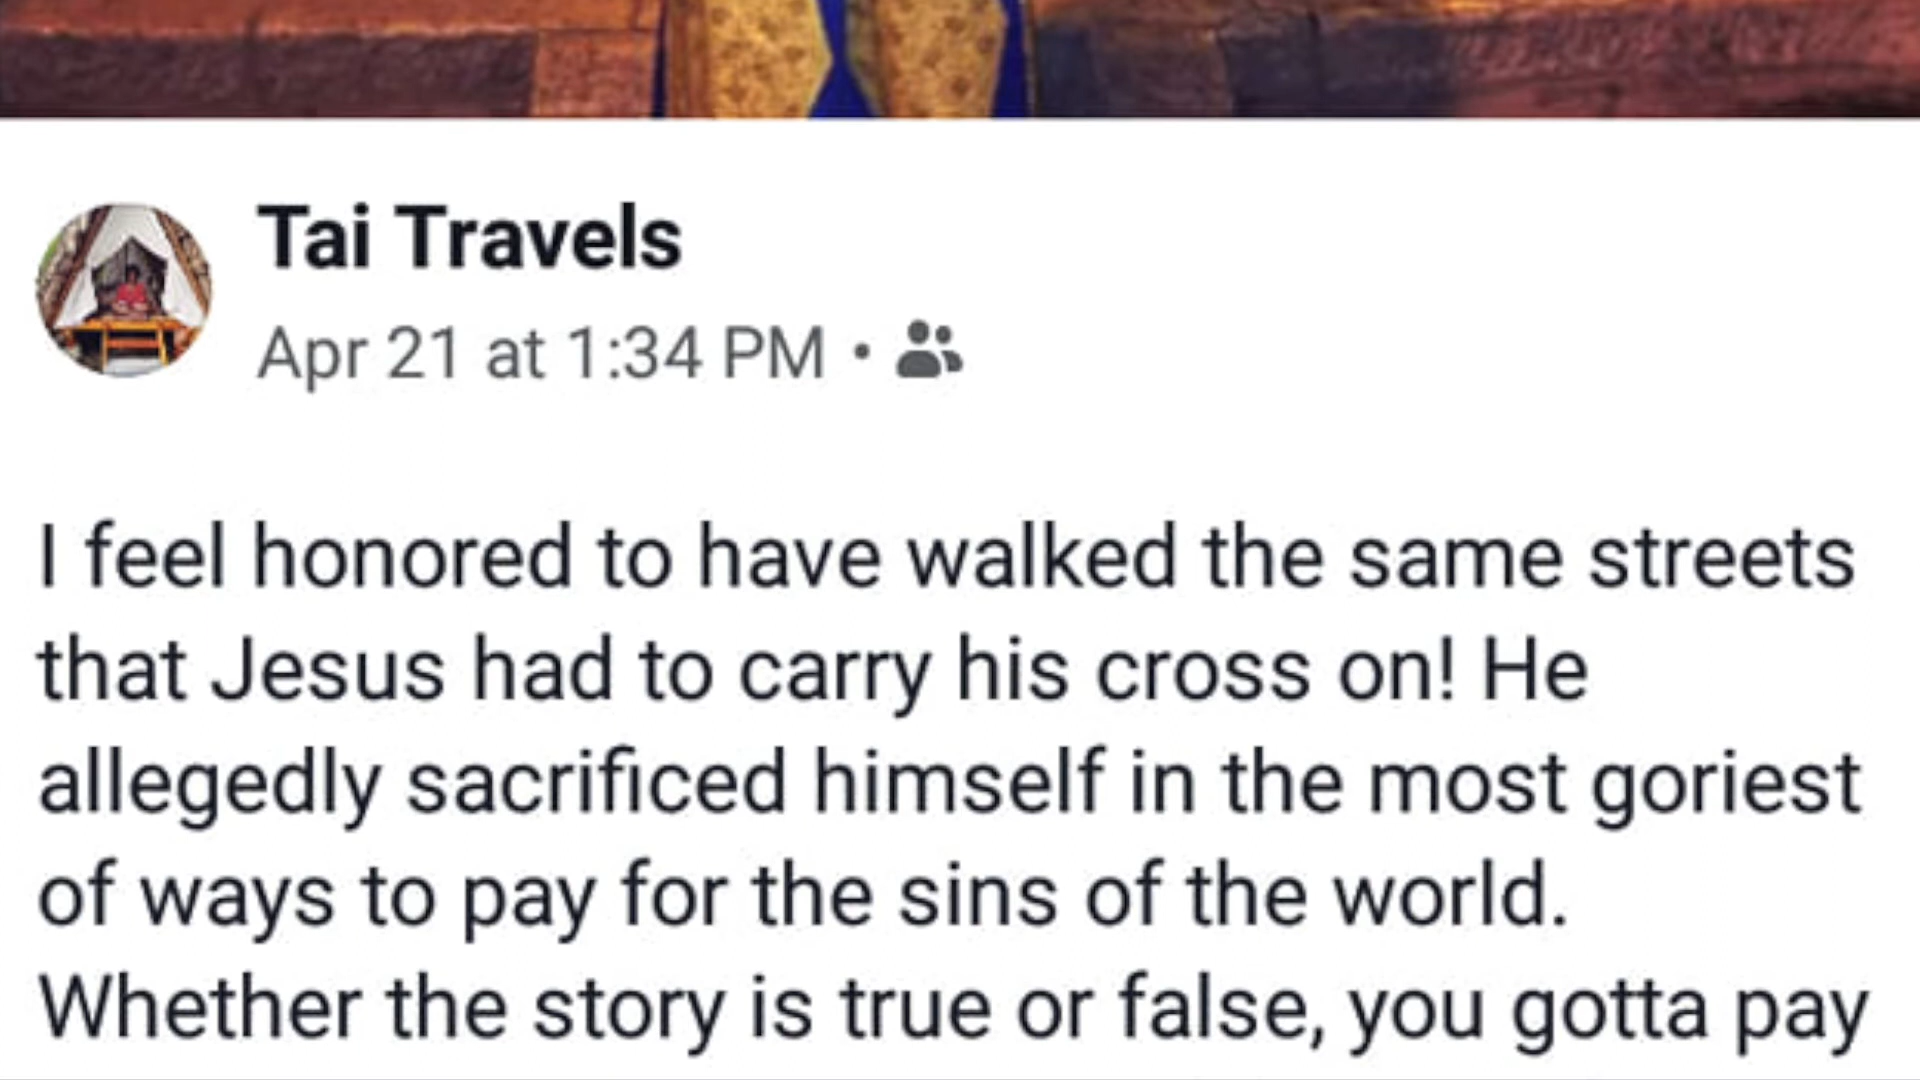 Tai Travels
Apr 21 at 1:34 PM •
I feel honored to have walked the same streets
that Jesus had to carry his cross on! He
allegedly sacrificed himself in the most goriest
of ways to pay for the sins of the world.
Whether the story is true or false, you gotta pay